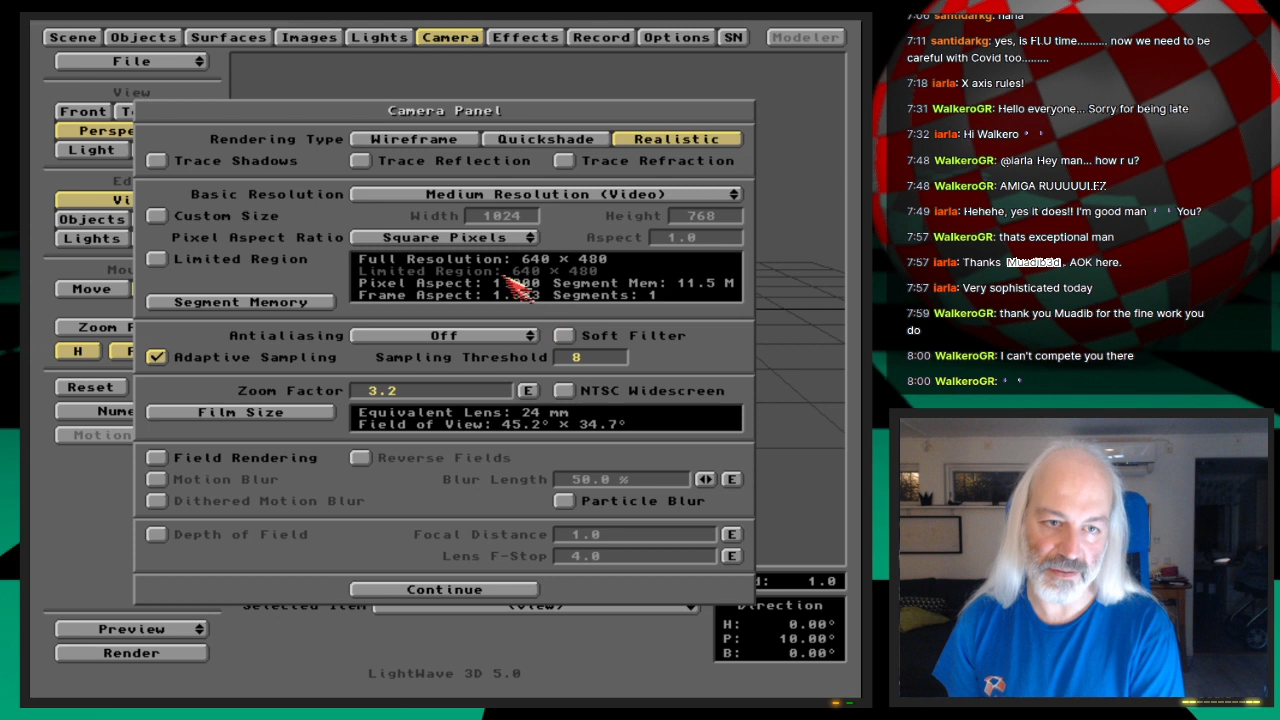 Scene Objects Surfaces Images Lights Camera Effects Record Options SN Modeler
File
View
Front
Perspe
Light
Camera Panel
Rendering Type Wireframe Quickshade Realistic
Trace Shadows Trace Reflection Trace Refraction
Basic Resolution Medium Resolution (Video)
Custom Size Width 1024 Height 768
Pixel Aspect Ratio Square Pixels Aspect 1.0
Limited Region
Full Resolution: 640 × 480
Limited Region: 640 × 480
Segment Mem: 11.5 M
Pixel Aspect:
Frame Aspect:
Segments: 1
Segment Memory
Objects
Lights
Move
Antialiasing Off Soft Filter
Adaptive Sampling Sampling Threshold 8
Zoom Factor 3.2 E NTSC Widescreen
Film Size
Equivalent Lens: 24 mm
Field of View: 45.2° × 34.7°
Field Rendering Reverse Fields
Motion Blur Blur Length 50.0 % E
Dithered Motion Blur Particle Blur
Depth of Field Focal Distance 1.0 E
Lens F-Stop 4.0 E
Continue
Zoom F
H
Reset
Nume
Motion
Selected Item (View)
1.0
Direction
H: 0.00°
P: 10.00°
B: 0.00°
Preview
Render
LightWave 3D 5.0
7:06 santidarkg: haha
7:11 santidarkg: yes, is FLU time.......... now we need to be
careful with Covid too.........
7:18 iarla: X axis rules!
7:31 WalkeroGR: Hello everyone... Sorry for being late
7:32 iarla: Hi Walkero
7:48 WalkeroGR: @iarla Hey man... how r u?
7:48 WalkeroGR: AMIGA RUUUULEZ
7:49 iarla: Hehehe, yes it does!! I'm good man You?
7:57 WalkeroGR: thats exceptional man
7:57 iarla: Thanks Muadib3d . AOK here.
7:57 iarla: Very sophisticated today
7:59 WalkeroGR: thank you Muadib for the fine work you
do
8:00 WalkeroGR: I can't compete you there
8:00 WalkeroGR: